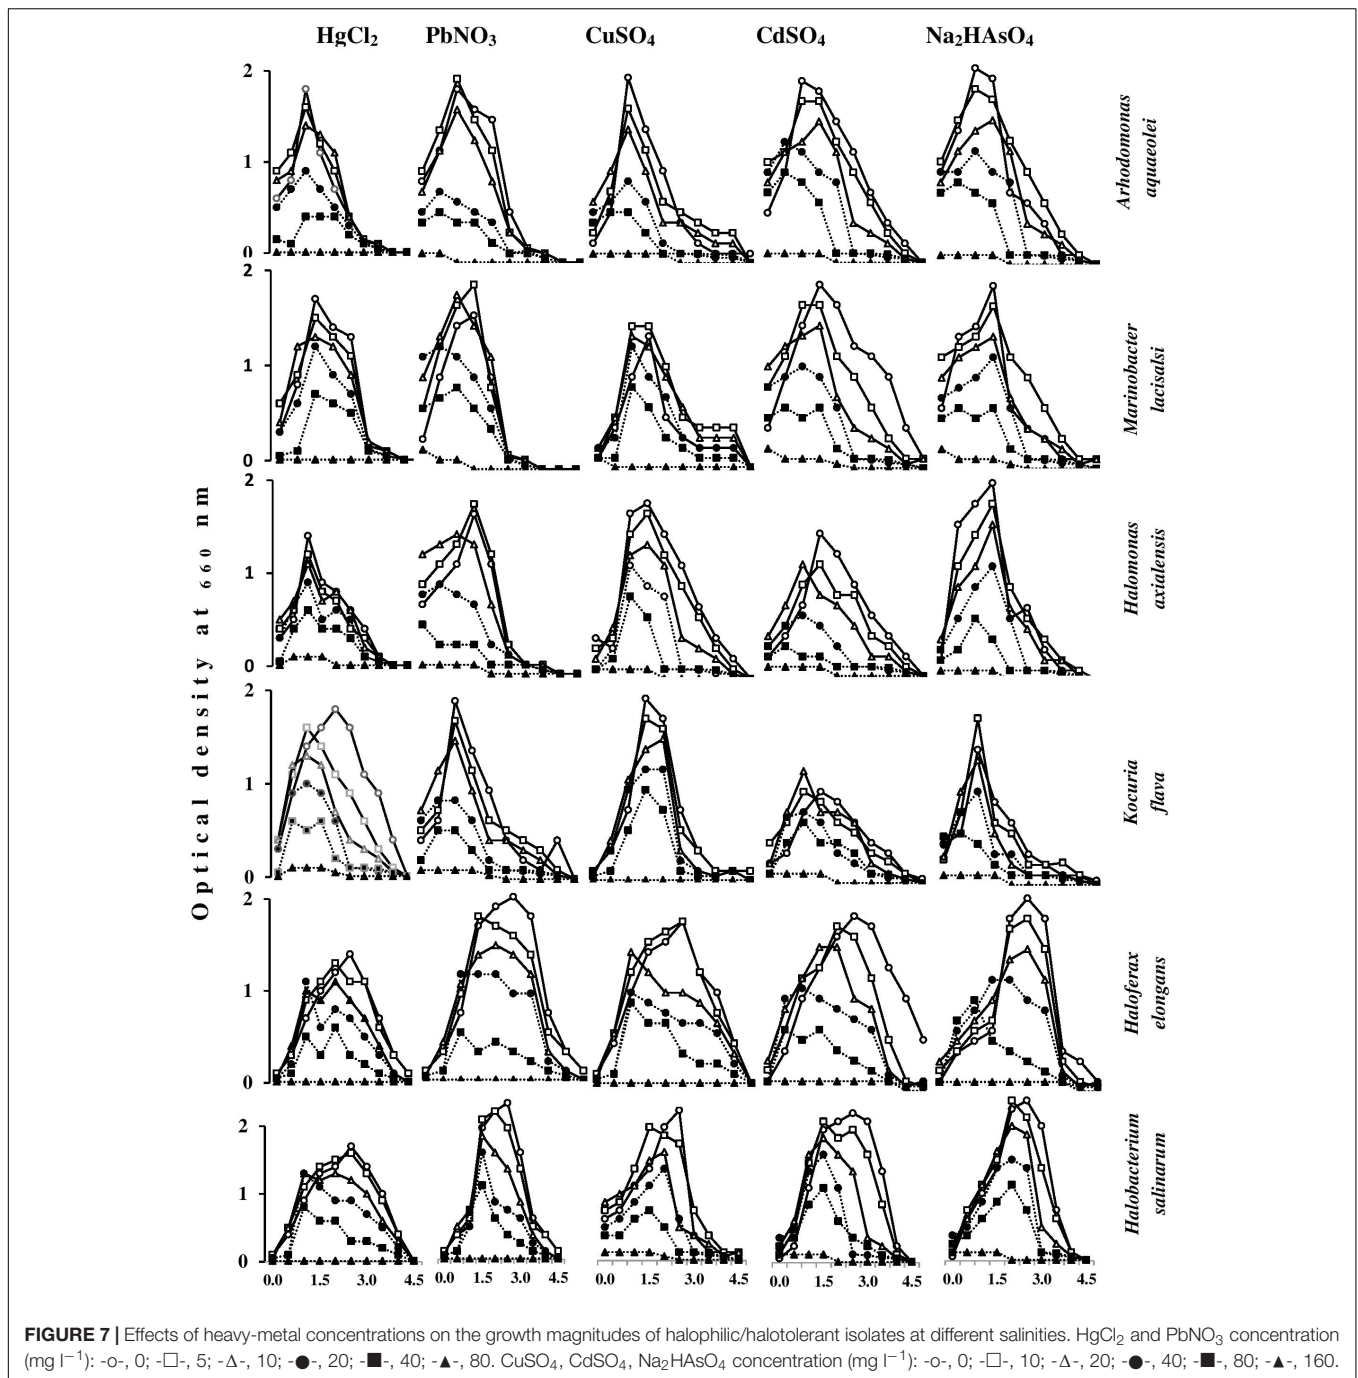 HgCl₂ PbNO₃ CuSO₄ CdSO₄ Na₂HAsO₄
2
1
0
Arhodomonas
aquaeolei
2
1
0
Marinobacter
lacisalsi
2
1
0
Halomonas
axialensis
2
1
0
Kocuria
flava
2
1
0
Haloferax
elongans
2
1
0
Halobacterium
salinarum
Optical density at 660 nm
0.0 1.5 3.0 4.5 0.0 1.5 3.0 4.5 0.0 1.5 3.0 4.5 0.0 1.5 3.0 4.5 0.0 1.5 3.0 4.5
FIGURE 7 | Effects of heavy-metal concentrations on the growth magnitudes of halophilic/halotolerant isolates at different salinities. HgCl₂ and PbNO₃ concentration
(mg l⁻¹): -o-, 0; -□-, 5; -Δ-, 10; -●-, 20; -■-, 40; -▲-, 80. CuSO₄, CdSO₄, Na₂HAsO₄ concentration (mg l⁻¹): -o-, 0; -□-, 10; -Δ-, 20; -●-, 40; -■-, 80; -▲-, 160.